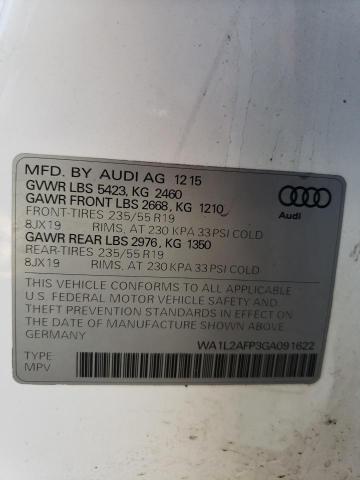 MFD. BY AUDI AG 12 15
GVWR LBS 5423, KG 2460
GAWR FRONT LBS 2668, KG 1210
FRONT-TIRES 235/55 R19
8JX19 RIMS, AT 230 KPA 33 PSI COLD
GAWR REAR LBS 2976, KG 1350
REAR-TIRES 235/55 R19
8JX19 RIMS, AT 230 KPA 33 PSI COLD
Audi
THIS VEHICLE CONFORMS TO ALL APPLICABLE
U.S. FEDERAL MOTOR VEHICLE SAFETY, BUMPER, AND
THEFT PREVENTION STANDARDS IN EFFECT ON THE
DATE OF MANUFACTURE SHOWN ABOVE.
GERMANY
WA1L2AFP3GA091622
TYPE
MPV